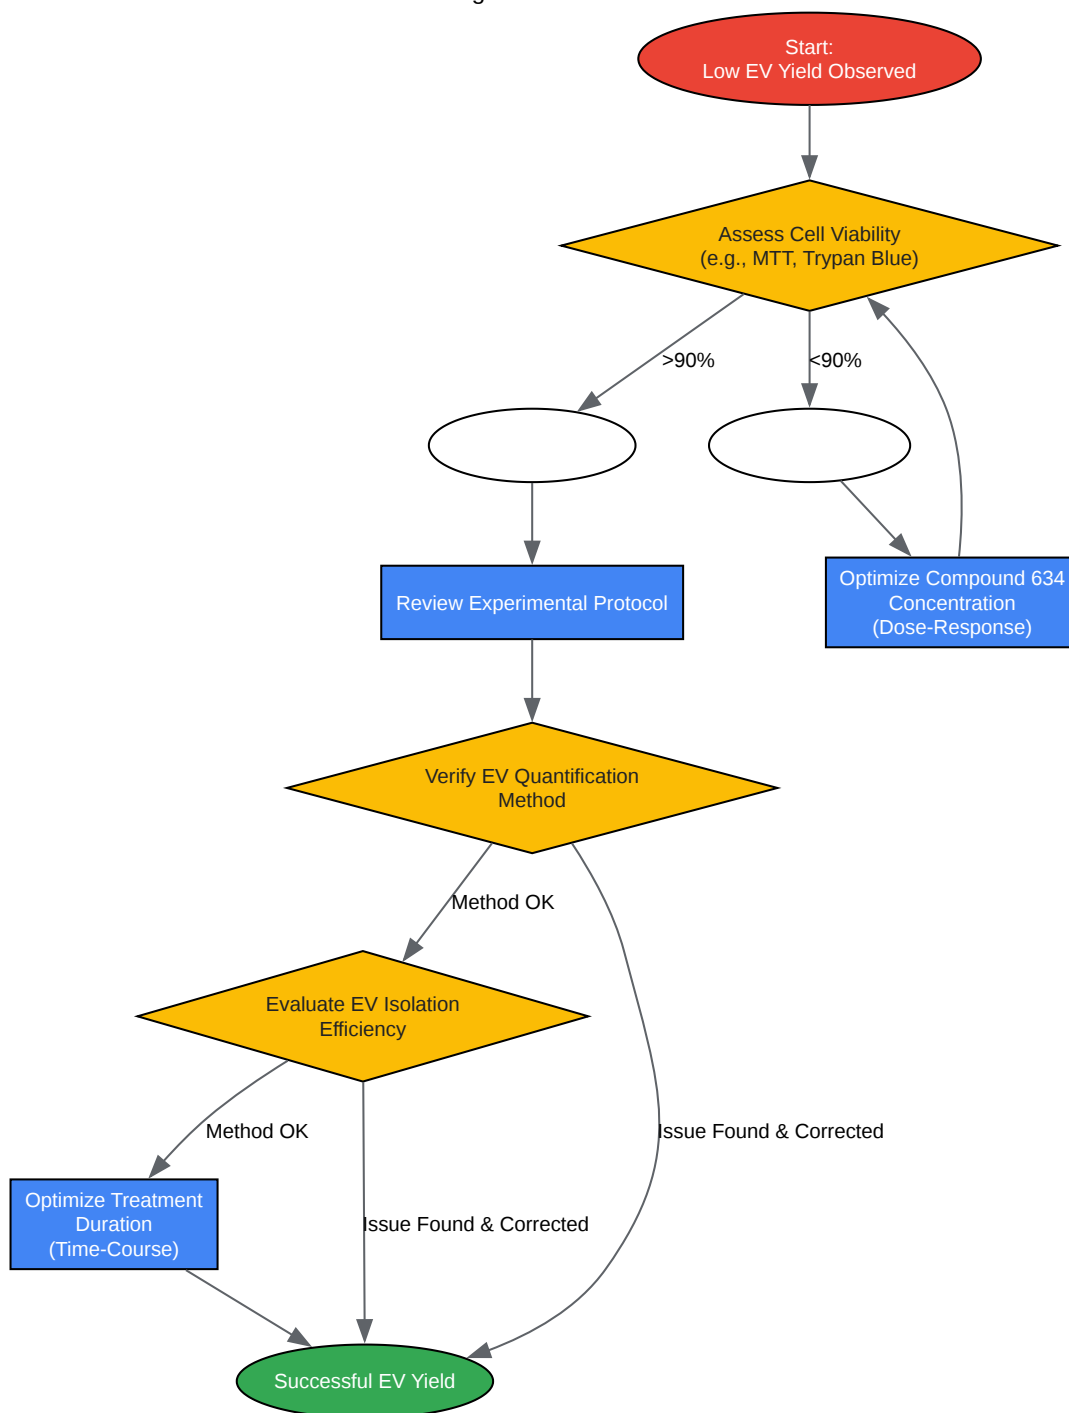 Start:
Low EV Yield Observed
Assess Cell Viability
(e.g., MTT, Trypan Blue)
>90%
<90%
Optimize Compound 634
Concentration
(Dose-Response)
Review Experimental Protocol
Verify EV Quantification
Method
Method OK
Evaluate EV Isolation
Efficiency
Method OK
Issue Found & Corrected
Optimize Treatment
Duration
(Time-Course)
Issue Found & Corrected
Successful EV Yield